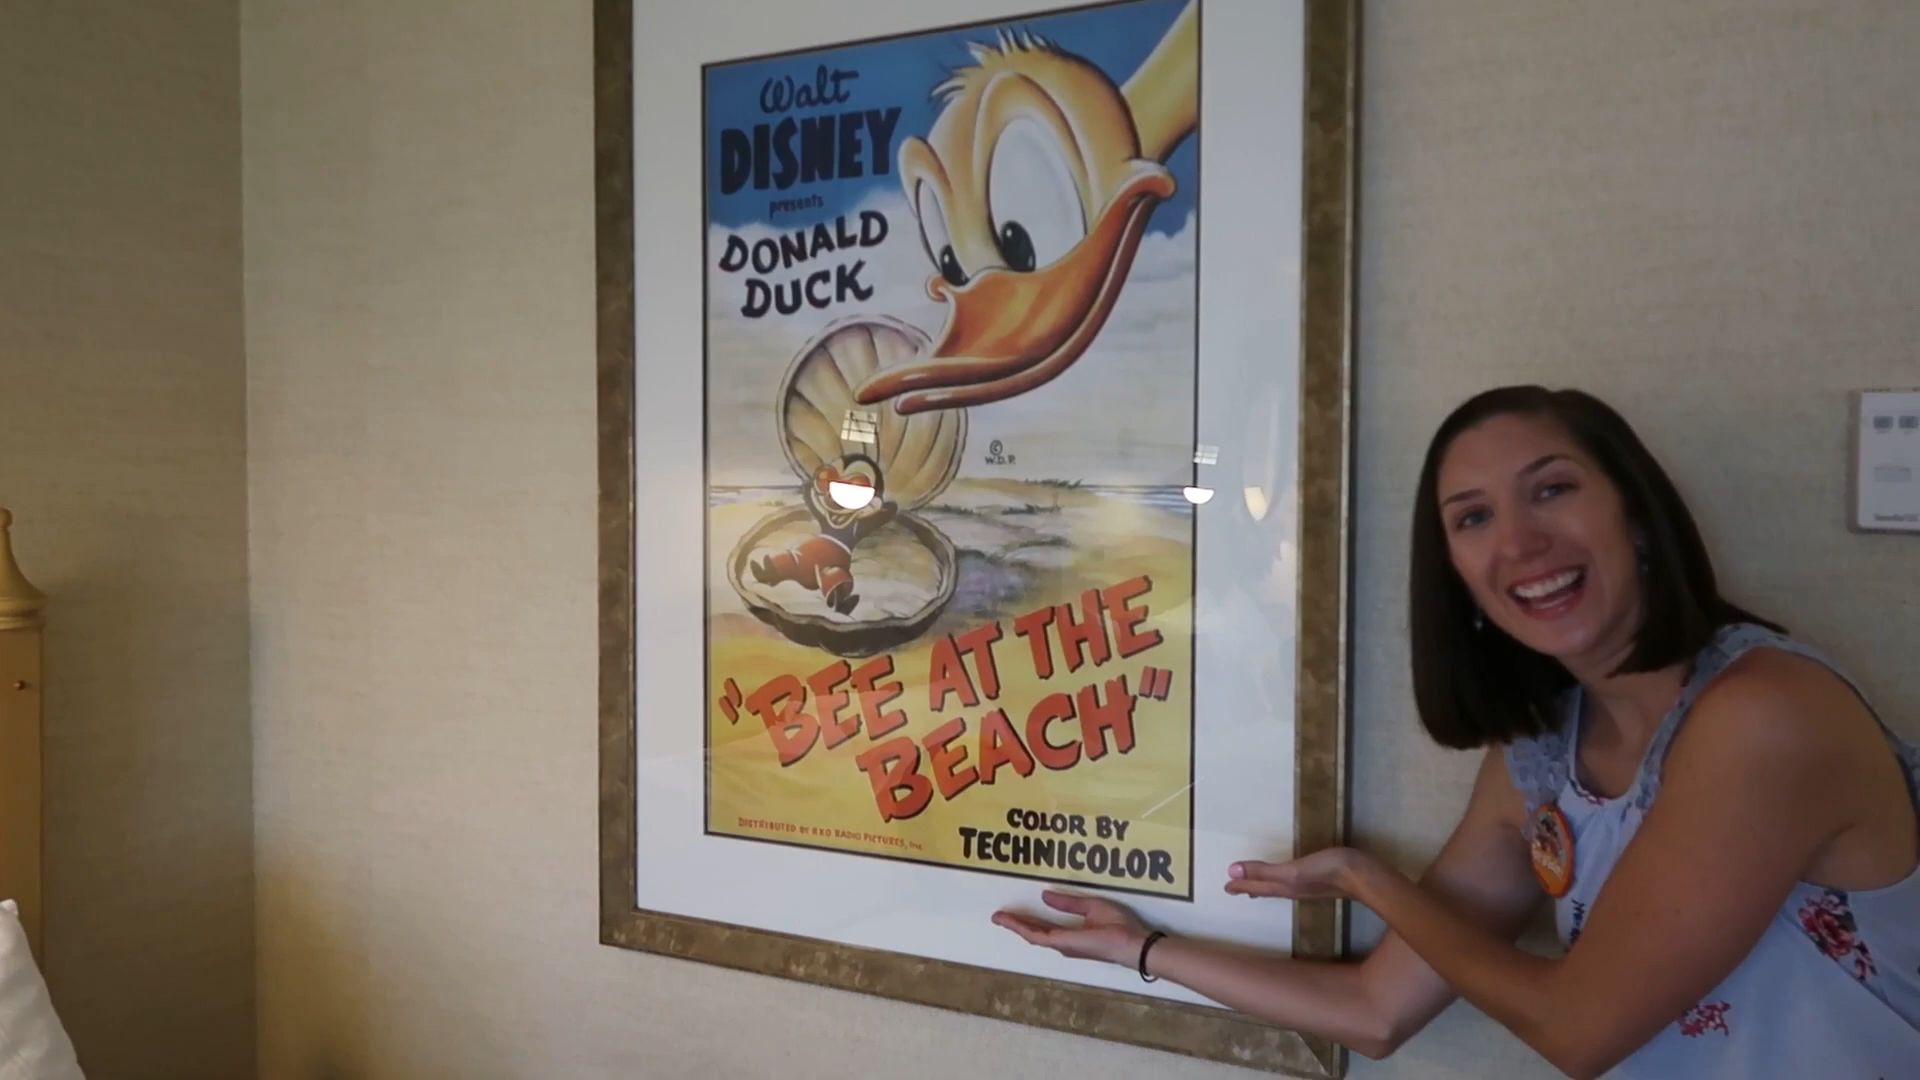 Walt
DISNEY
presents
DONALD
DUCK
©
W.D.P.
"BEE AT THE
BEACH"
COLOR BY
TECHNICOLOR
DISTRIBUTED BY RKO RADIO PICTURES, Inc.